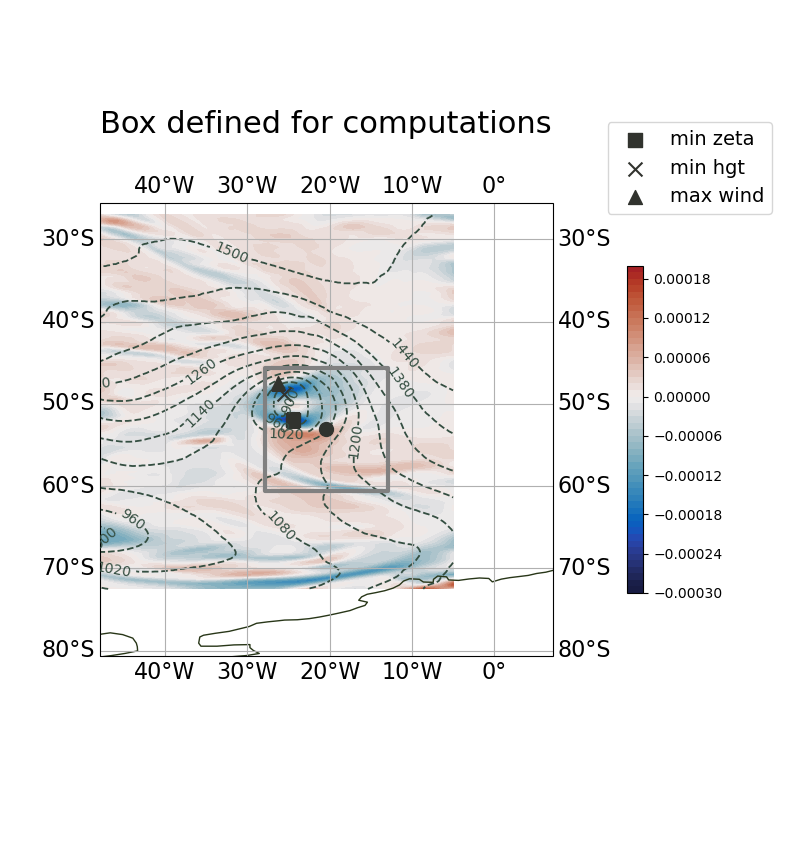 Box defined for computations
min zeta
min hgt
max wind
40°W 30°W 20°W 10°W 0°
30°S 30°S
40°S 40°S
50°S 50°S
60°S 60°S
70°S 70°S
80°S 80°S
40°W 30°W 20°W 10°W 0°
1500
1440
1380
1260
1140
0
900
1020
1200
960
1080
1020
0.00018
0.00012
0.00006
0.00000
−0.00006
−0.00012
−0.00018
−0.00024
−0.00030